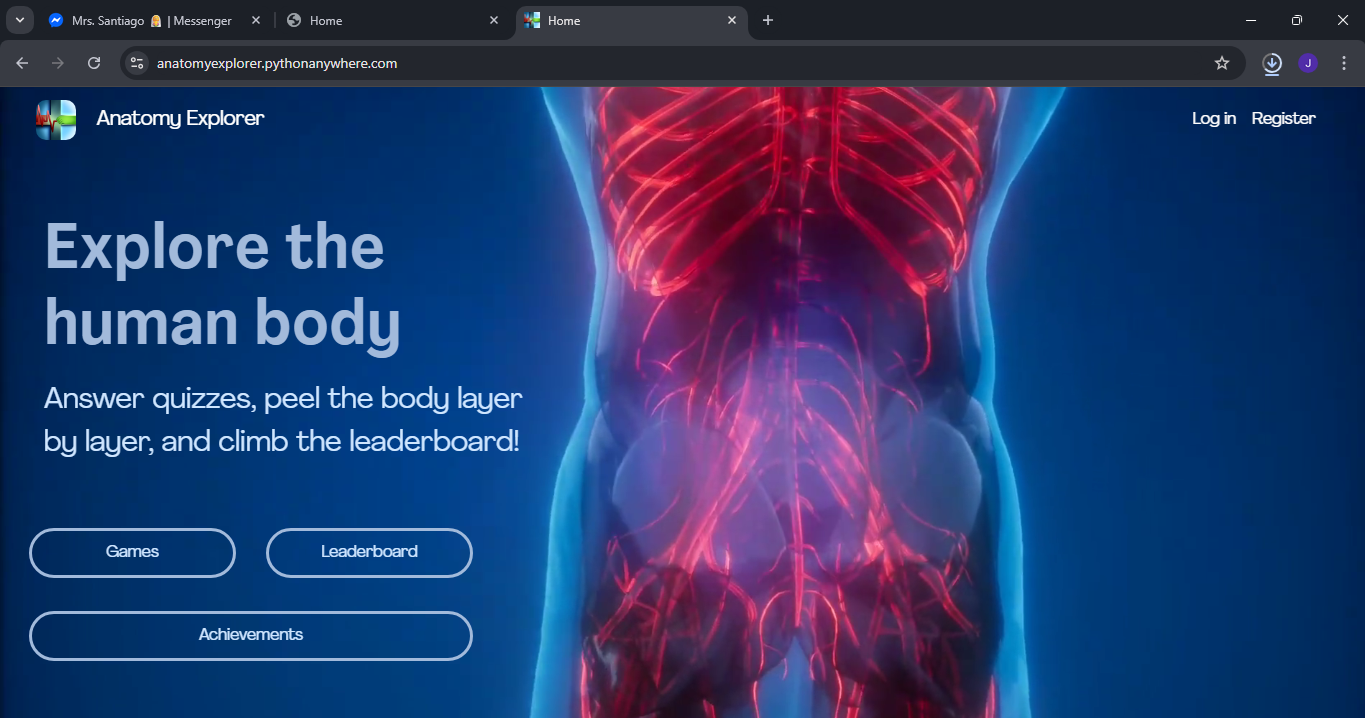 Mrs. Santiago 👩🏼 | Messenger
Home
Home
anatomyexplorer.pythonanywhere.com
J
Anatomy Explorer
Log in
Register
Explore the
human body
Answer quizzes, peel the body layer
by layer, and climb the leaderboard!
Games
Leaderboard
Achievements